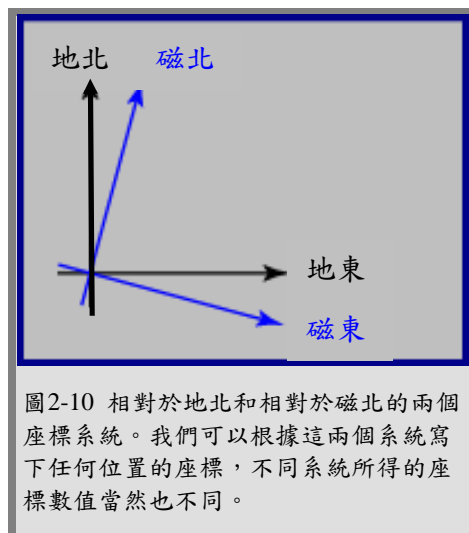 地北 磁北
地東
磁東
圖2-10 相對於地北和相對於磁北的兩個
座標系統。我們可以根據這兩個系統寫
下任何位置的座標，不同系統所得的座
標數值當然也不同。